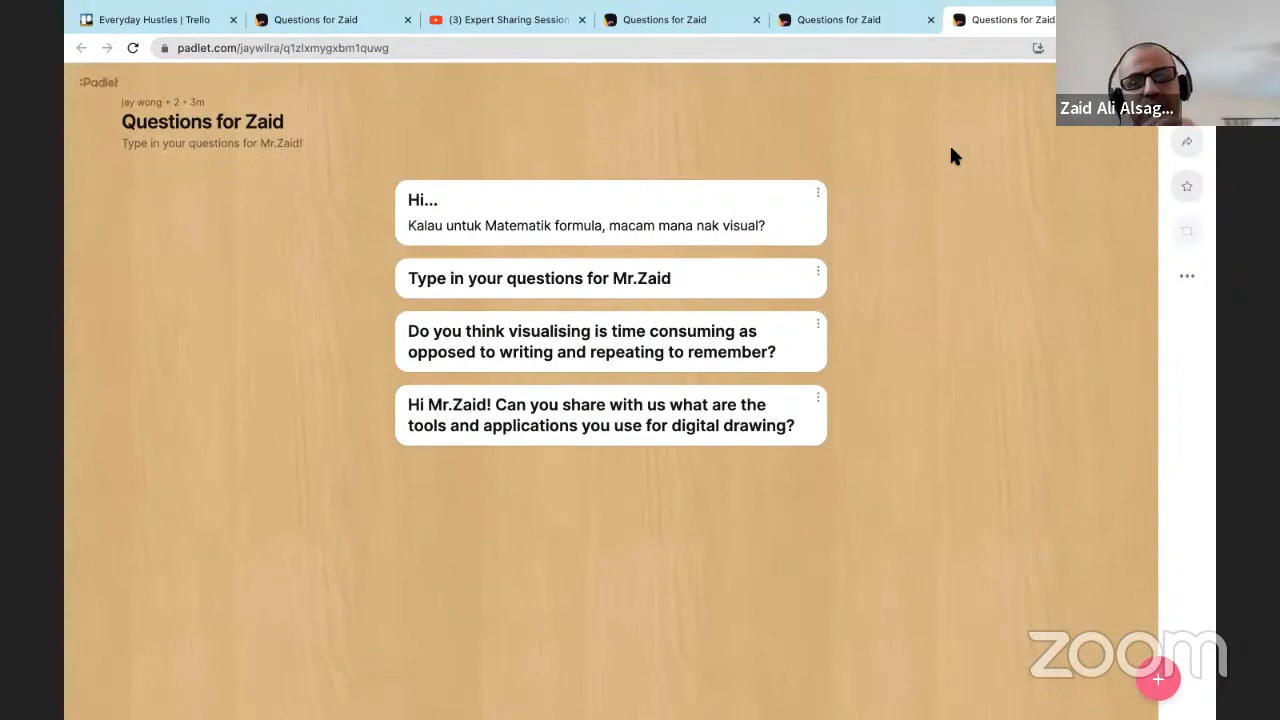 Everyday Hustles | Trello
Questions for Zaid
(3) Expert Sharing Session
Questions for Zaid
Questions for Zaid
Questions for Zaid
padlet.com/jaywilra/q1zlxmygxbm1quwg
Zaid Ali Alsag...
:Padlet
jay wong + 2 • 3m
Questions for Zaid
Type in your questions for Mr.Zaid!
Hi...
Kalau untuk Matematik formula, macam mana nak visual?
Type in your questions for Mr.Zaid
Do you think visualising is time consuming as
opposed to writing and repeating to remember?
Hi Mr.Zaid! Can you share with us what are the
tools and applications you use for digital drawing?
zoom